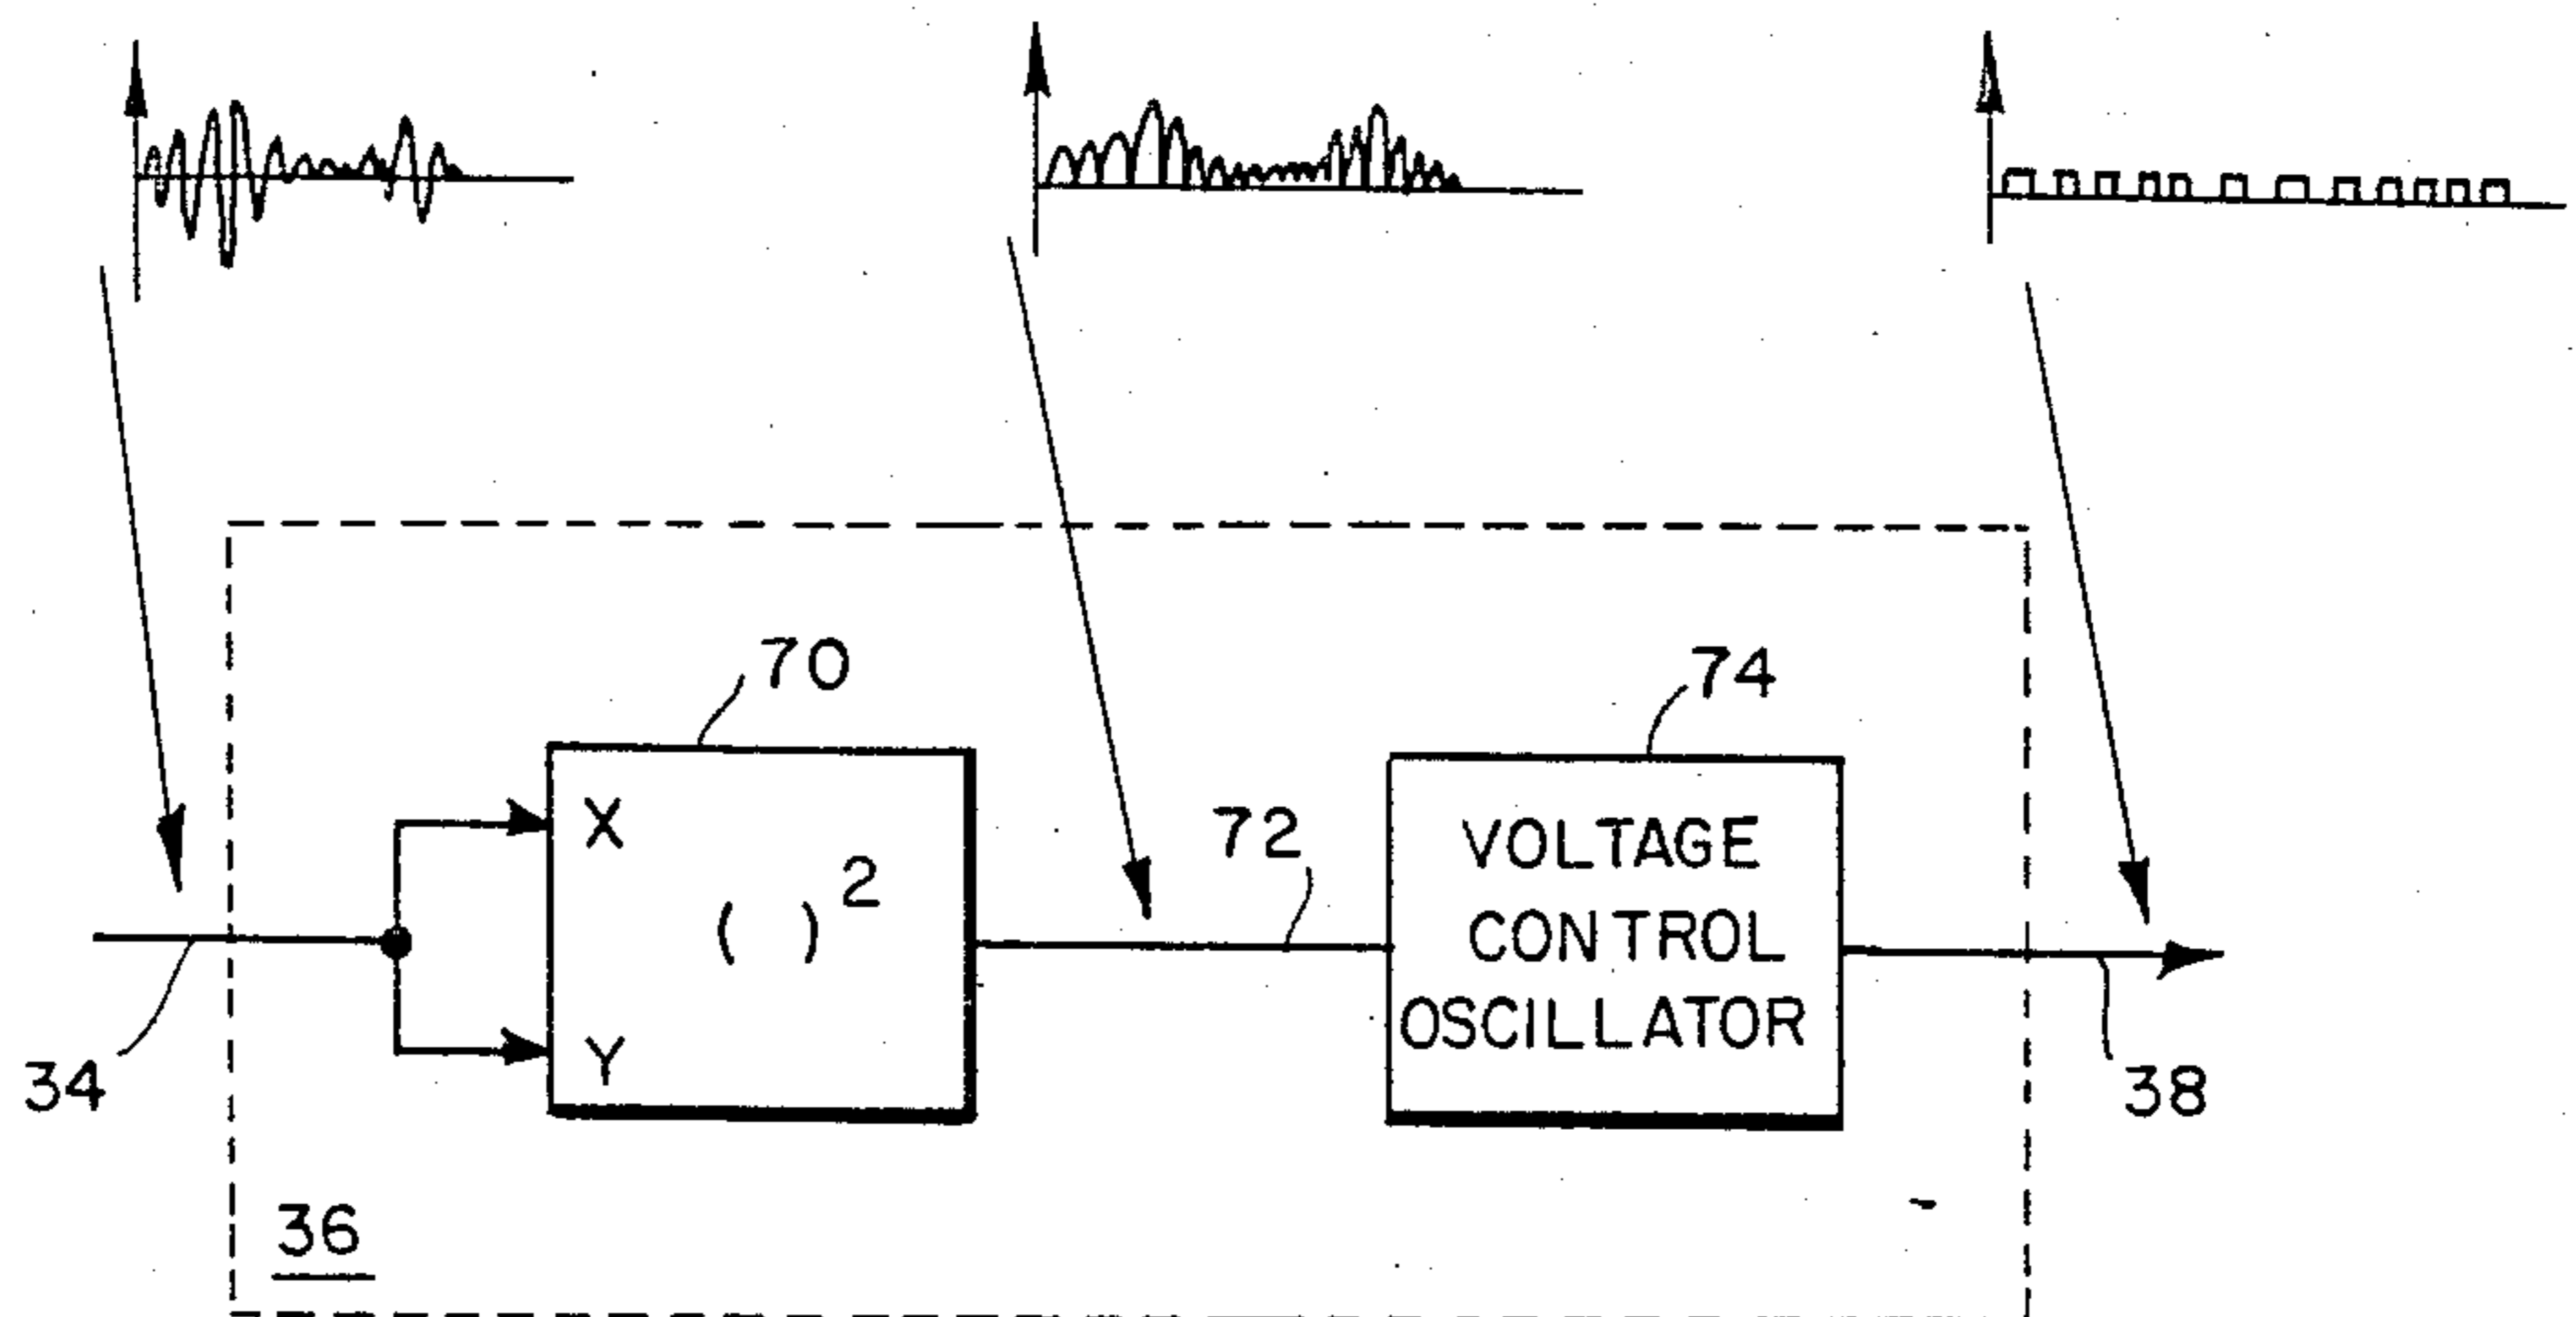 70
74
X
72
VOLTAGE
( )²
CONTROL
34
Y
OSCILLATOR
38
36